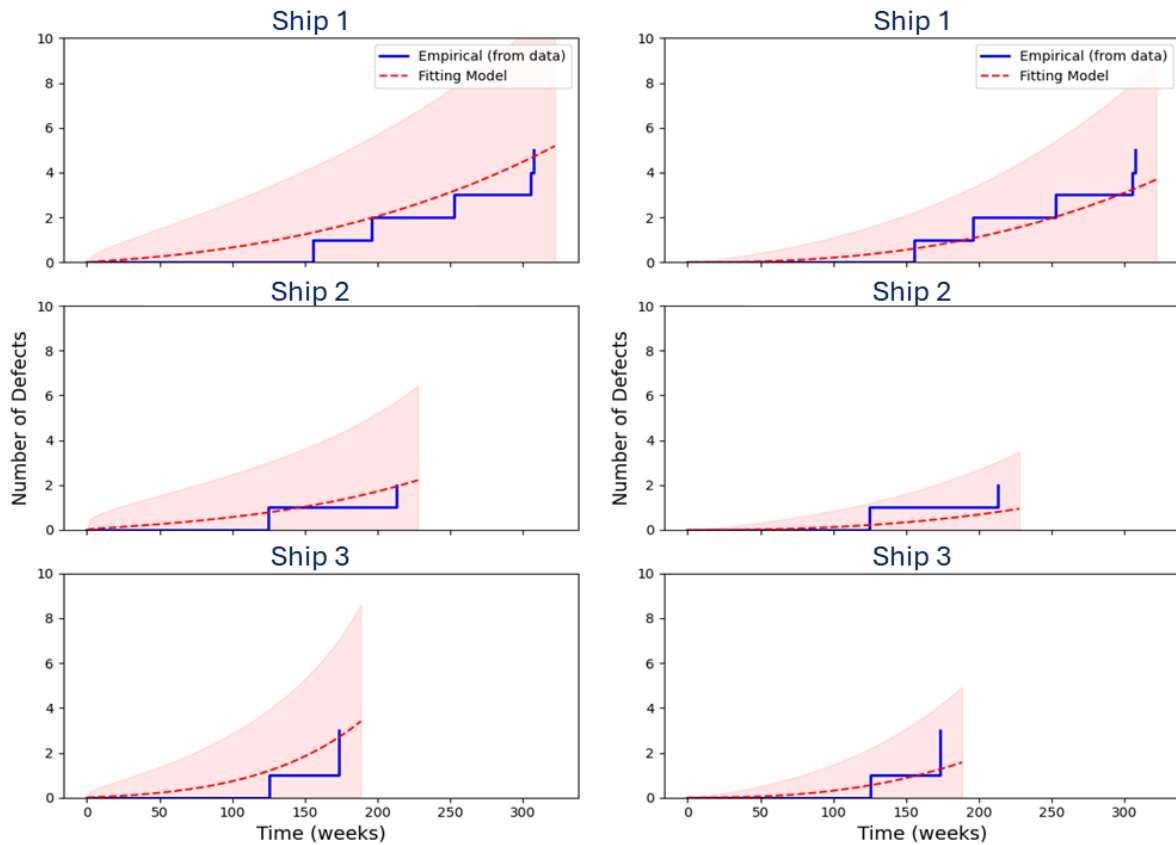 Ship 1
10
8
6
4
2
0
Empirical (from data)
Fitting Model
Ship 1
10
8
6
4
2
0
Empirical (from data)
Fitting Model
Ship 2
Number of Defects
10
8
6
4
2
0
Ship 2
Number of Defects
10
8
6
4
2
0
Ship 3
10
8
6
4
2
0
0 50 100 150 200 250 300
Time (weeks)
Ship 3
10
8
6
4
2
0
0 50 100 150 200 250 300
Time (weeks)